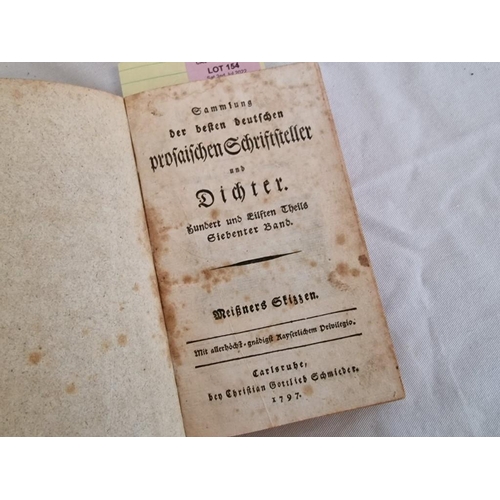 LOT 154
Sammlung
der besten deutschen
prosaischen Schriftsteller
und
Dichter.
Hundert und Eilften Theils
Siebenter Band.
Meißners Skizzen.
Mit allerhöchst-gnädigst Kayserlichem Privilegio.
Carlsruhe,
bey Christian Gottlieb Schmieder.
1797.